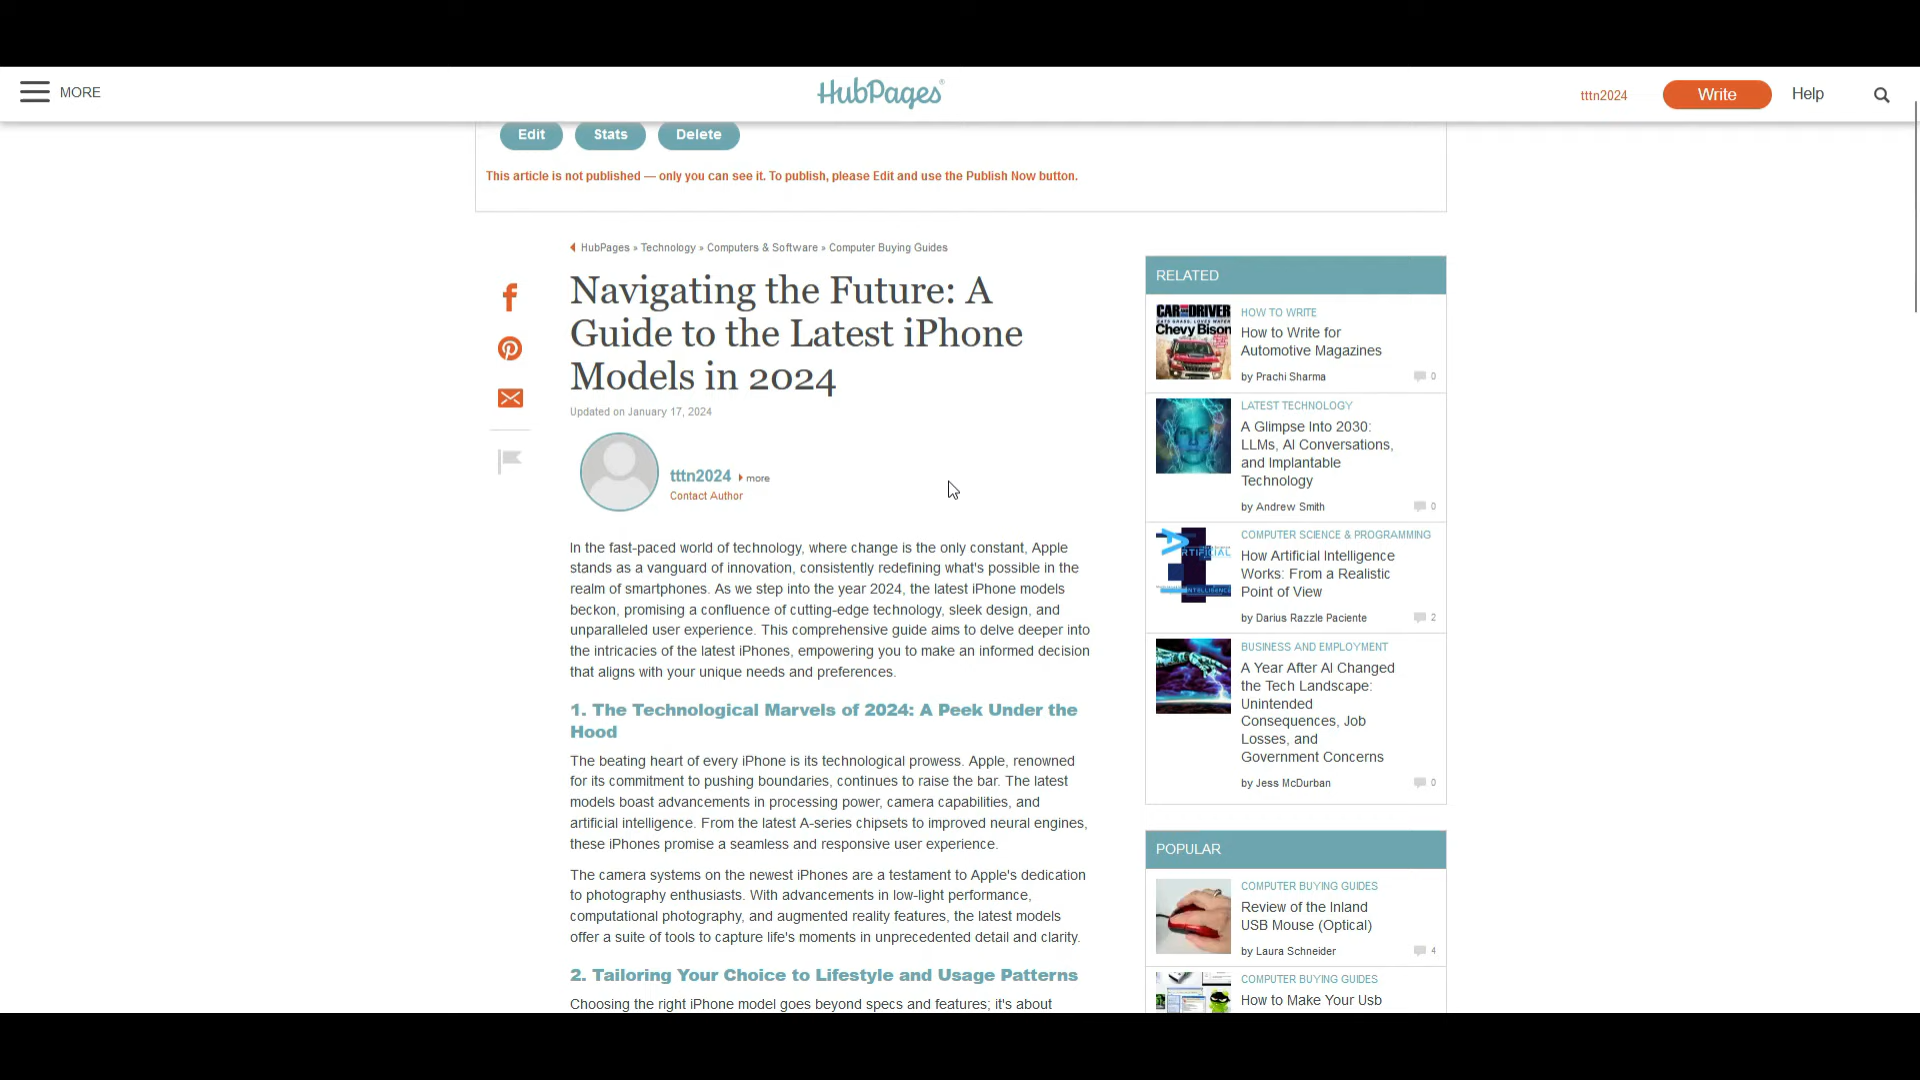 MORE
HubPages
tttn2024
Write
Help
Edit
Stats
Delete
This article is not published — only you can see it. To publish, please Edit and use the Publish Now button.
HubPages » Technology » Computers & Software » Computer Buying Guides
Navigating the Future: A
Guide to the Latest iPhone
Models in 2024
Updated on January 17, 2024
tttn2024
more
Contact Author
In the fast-paced world of technology, where change is the only constant, Apple
stands as a vanguard of innovation, consistently redefining what's possible in the
realm of smartphones. As we step into the year 2024, the latest iPhone models
beckon, promising a confluence of cutting-edge technology, sleek design, and
unparalleled user experience. This comprehensive guide aims to delve deeper into
the intricacies of the latest iPhones, empowering you to make an informed decision
that aligns with your unique needs and preferences.
1. The Technological Marvels of 2024: A Peek Under the
Hood
The beating heart of every iPhone is its technological prowess. Apple, renowned
for its commitment to pushing boundaries, continues to raise the bar. The latest
models boast advancements in processing power, camera capabilities, and
artificial intelligence. From the latest A-series chipsets to improved neural engines,
these iPhones promise a seamless and responsive user experience.
The camera systems on the newest iPhones are a testament to Apple's dedication
to photography enthusiasts. With advancements in low-light performance,
computational photography, and augmented reality features, the latest models
offer a suite of tools to capture life's moments in unprecedented detail and clarity.
2. Tailoring Your Choice to Lifestyle and Usage Patterns
Choosing the right iPhone model goes beyond specs and features; it's about
RELATED
CAR AND DRIVER
Chevy Bison
HOW TO WRITE
How to Write for
Automotive Magazines
by Prachi Sharma
0
LATEST TECHNOLOGY
A Glimpse Into 2030:
LLMs, AI Conversations,
and Implantable
Technology
by Andrew Smith
0
COMPUTER SCIENCE & PROGRAMMING
How Artificial Intelligence
Works: From a Realistic
Point of View
by Darius Razzle Paciente
2
BUSINESS AND EMPLOYMENT
A Year After AI Changed
the Tech Landscape:
Unintended
Consequences, Job
Losses, and
Government Concerns
by Jess McDurban
0
POPULAR
COMPUTER BUYING GUIDES
Review of the Inland
USB Mouse (Optical)
by Laura Schneider
4
COMPUTER BUYING GUIDES
How to Make Your Usb